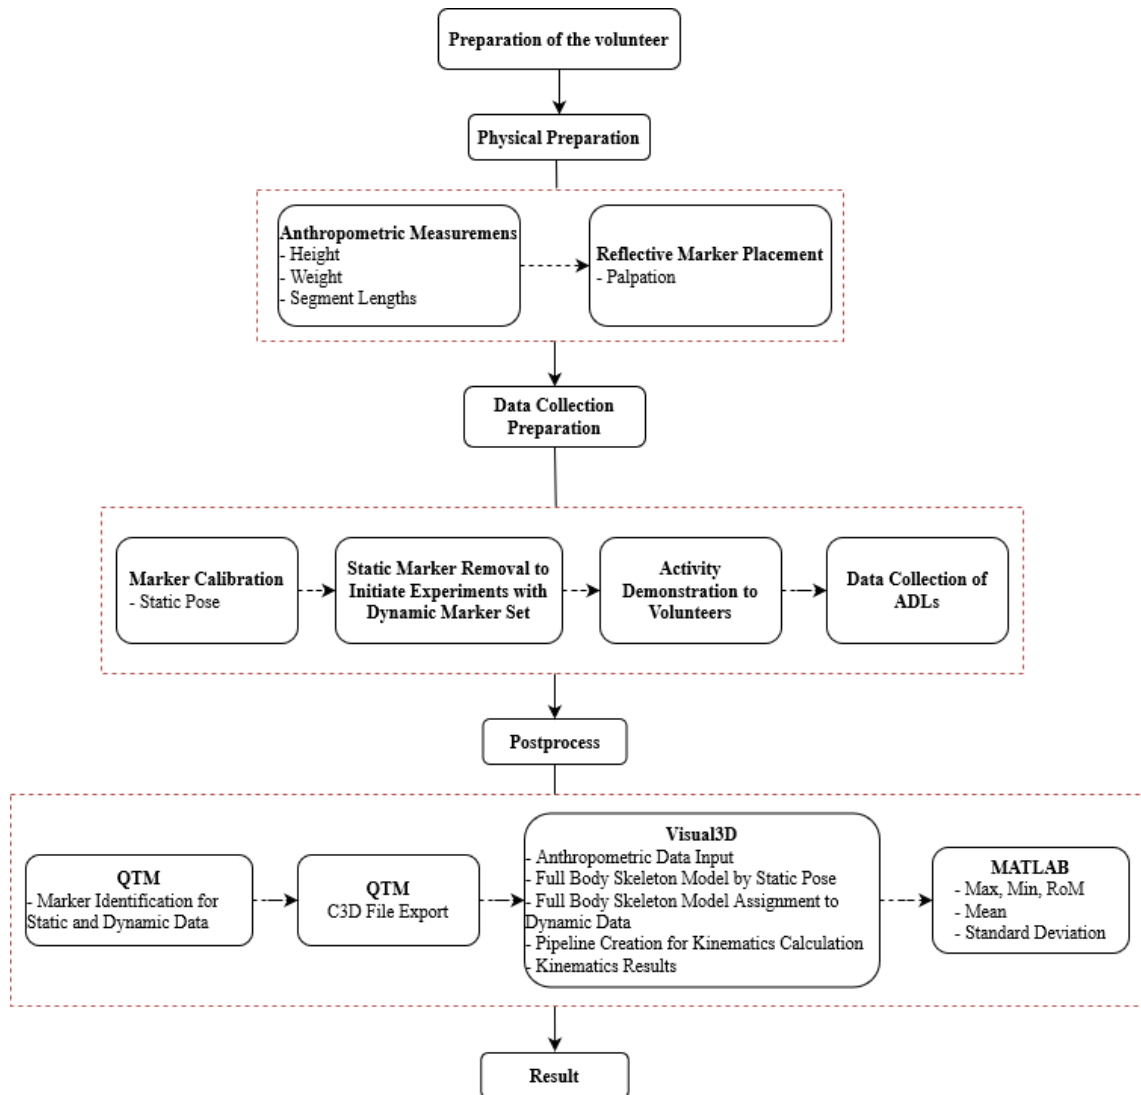 Preparation of the volunteer
Physical Preparation
Anthropometric Measuremens
- Height
- Weight
- Segment Lengths
Reflective Marker Placement
- Palpation
Data Collection
Preparation
Marker Calibration
- Static Pose
Static Marker Removal to
Initiate Experiments with
Dynamic Marker Set
Activity
Demonstration to
Volunteers
Data Collection of
ADLs
Postprocess
QTM
- Marker Identification for
Static and Dynamic Data
QTM
C3D File Export
Visual3D
- Anthropometric Data Input
- Full Body Skeleton Model by Static Pose
- Full Body Skeleton Model Assignment to
Dynamic Data
- Pipeline Creation for Kinematics Calculation
- Kinematics Results
MATLAB
- Max, Min, RoM
- Mean
- Standard Deviation
Result